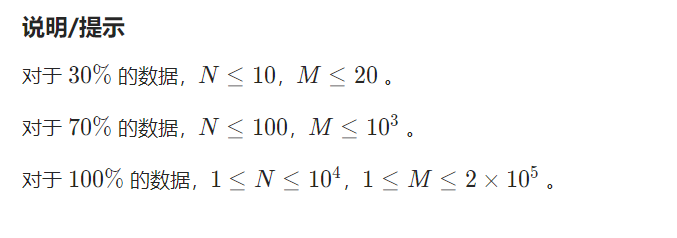 说明/提示
对于 30% 的数据，N ≤ 10，M ≤ 20 。
对于 70% 的数据，N ≤ 100，M ≤ 10³ 。
对于 100% 的数据，1 ≤ N ≤ 10⁴，1 ≤ M ≤ 2 × 10⁵ 。